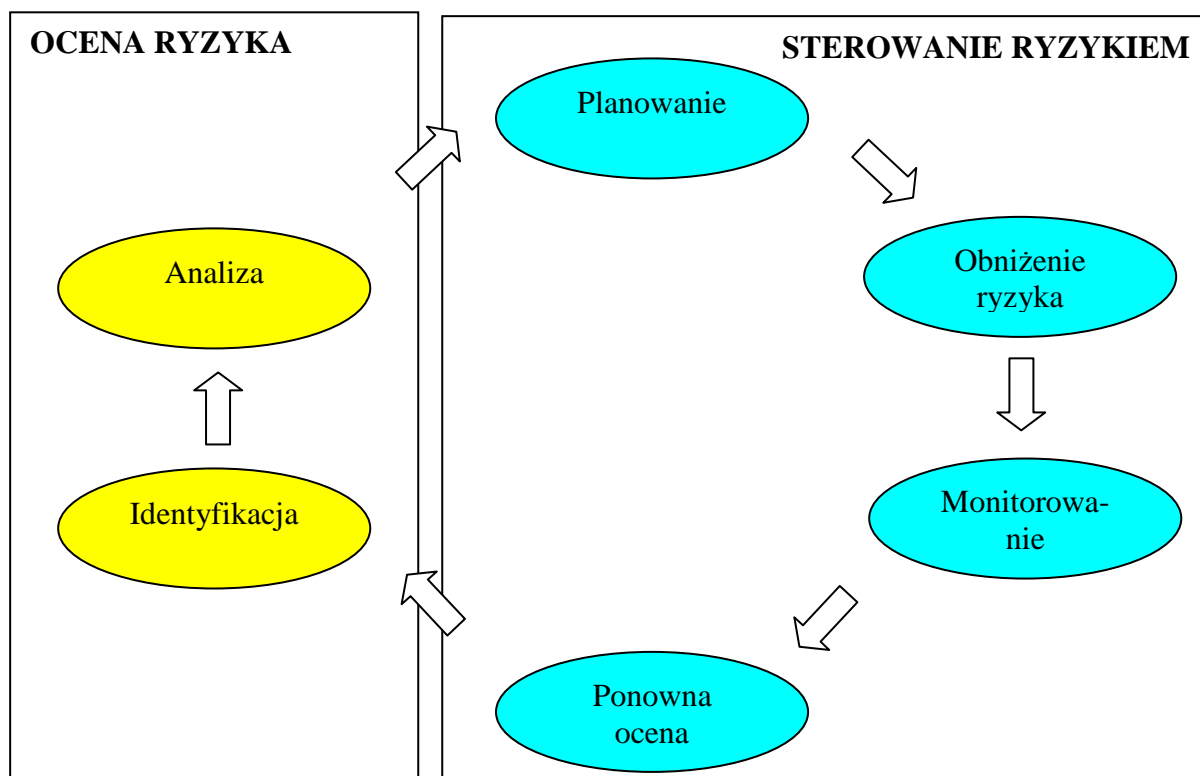 OCENA RYZYKA
STEROWANIE RYZYKIEM
Planowanie
Analiza
Obniżenie
ryzyka
Identyfikacja
Monitorowa-
nie
Ponowna
ocena